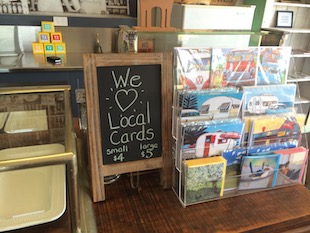 We
♡ Local
Cards
small large
$4 $5